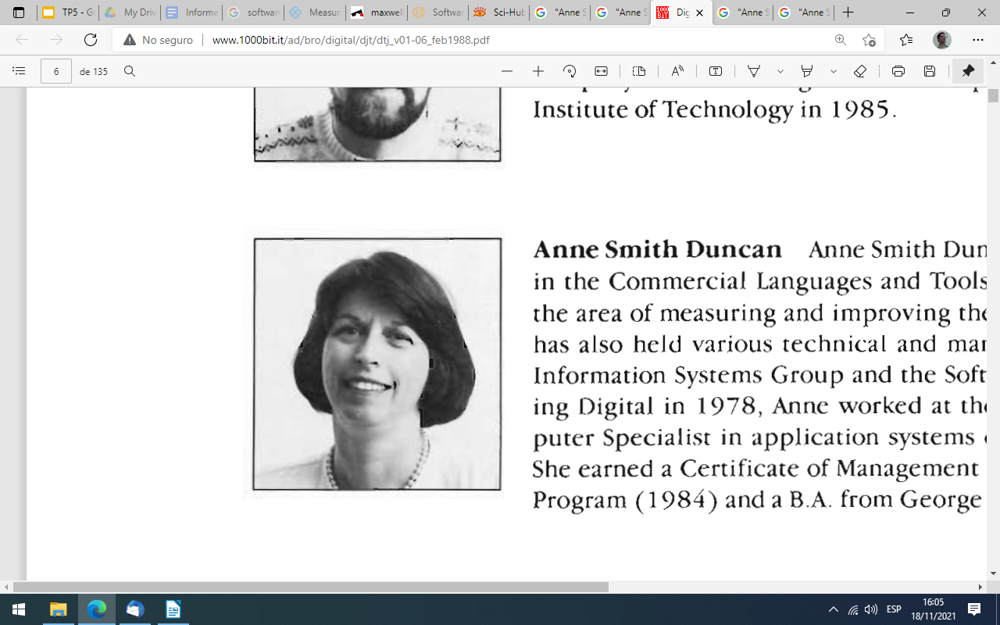 TP5 - G
My Driv
Informe
softwar
Measur
maxwell
Softwar
Sci-Hub
"Anne S
"Anne S
Dig
"Anne S
"Anne S
No seguro
www.1000bit.it/ad/bro/digital/djt/dtj_v01-06_feb1988.pdf
6
de 135
Institute of Technology in 1985.
Anne Smith Duncan Anne Smith Dun
in the Commercial Languages and Tools
the area of measuring and improving the
has also held various technical and man
Information Systems Group and the Soft
ing Digital in 1978, Anne worked at the
puter Specialist in application systems
She earned a Certificate of Management
Program (1984) and a B.A. from George
ESP
16:05
18/11/2021